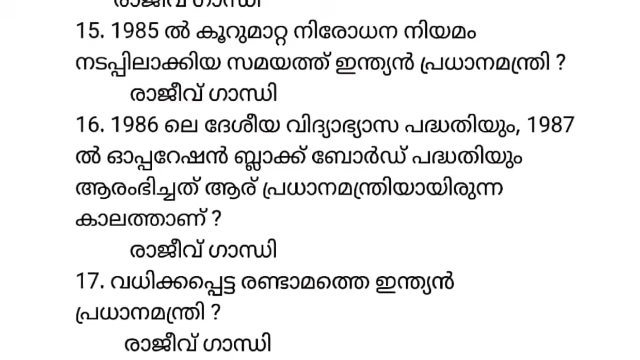 രാജീവ് ഗാന്ധി
15. 1985 ൽ കൂറുമാറ്റ നിരോധന നിയമം
നടപ്പിലാക്കിയ സമയത്ത് ഇന്ത്യൻ പ്രധാനമന്ത്രി ?
രാജീവ് ഗാന്ധി
16. 1986 ലെ ദേശീയ വിദ്യാഭ്യാസ പദ്ധതിയും, 1987
ൽ ഓപ്പറേഷൻ ബ്ലാക്ക് ബോർഡ് പദ്ധതിയും
ആരംഭിച്ചത് ആര് പ്രധാനമന്ത്രിയായിരുന്ന
കാലത്താണ് ?
രാജീവ് ഗാന്ധി
17. വധിക്കപ്പെട്ട രണ്ടാമത്തെ ഇന്ത്യൻ
പ്രധാനമന്ത്രി ?
രാജീവ് ഗാന്ധി